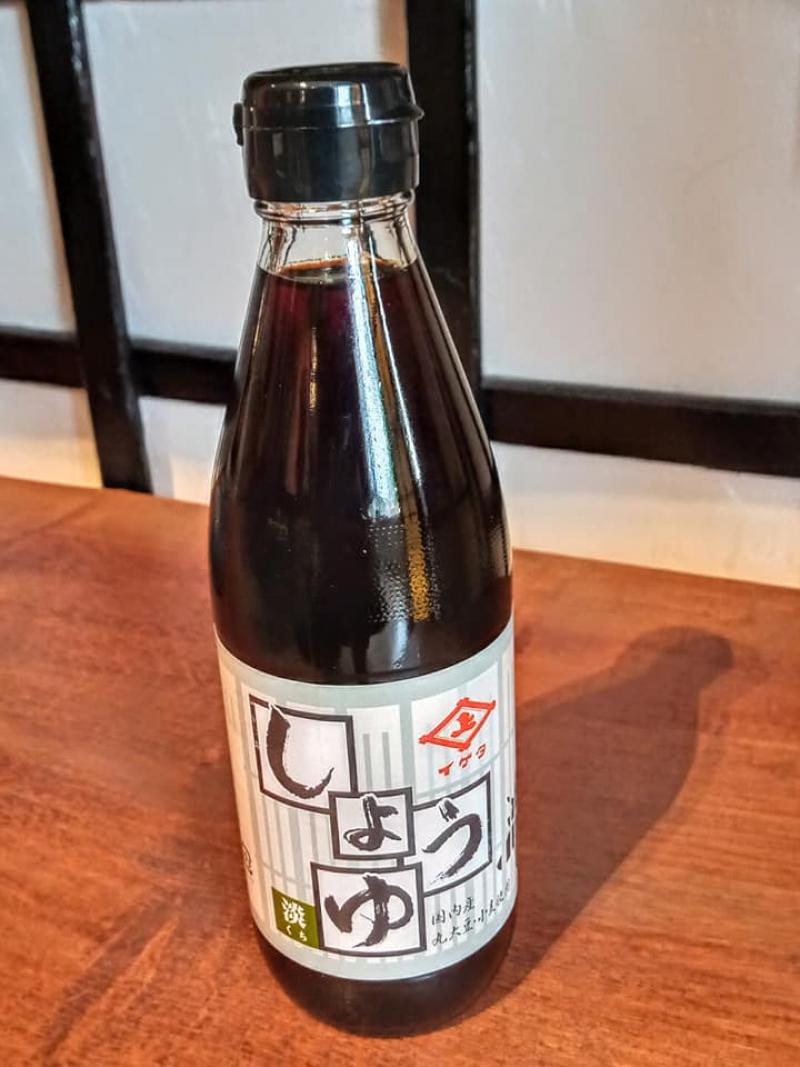 しょうゆ
イゲタ
淡くち
国内産
丸大豆・小麦使用